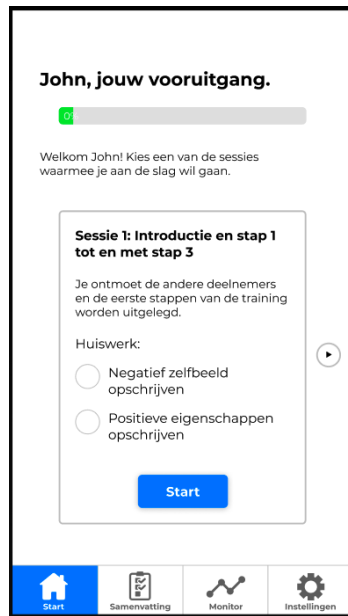 John, jouw vooruitgang.
0%
Welkom John! Kies een van de sessies
waarmee je aan de slag wil gaan.
Sessie 1: Introductie en stap 1
tot en met stap 3
Je ontmoet de andere deelnemers
en de eerste stappen van de training
worden uitgelegd.
Huiswerk:
Negatief zelfbeeld
opschrijven
Positieve eigenschappen
opschrijven
Start
Start
Samenvatting
Monitor
Instellingen